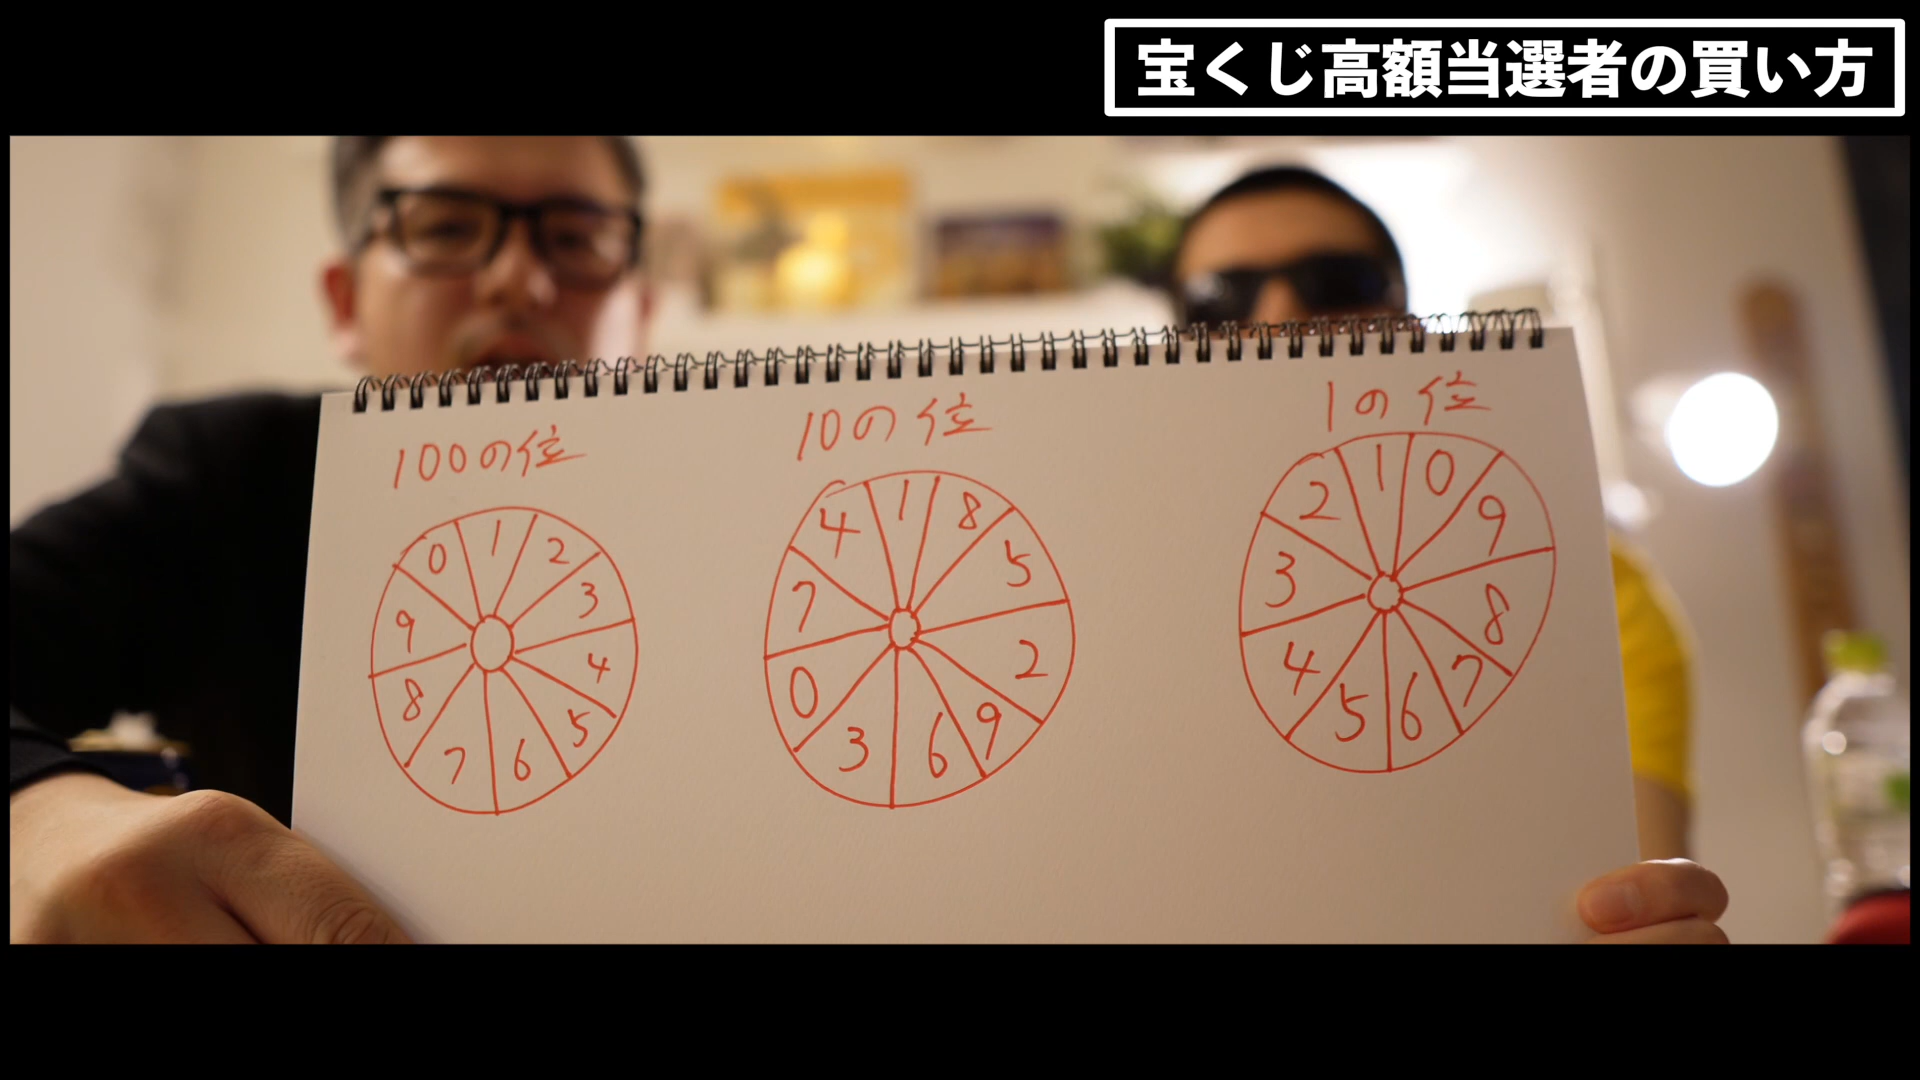 宝くじ高額当選者の買い方
100の位
0 1 2 3 4 5 6 7 8 9
10の位
4 1 8 5 2 9 6 3 0 7
1の位
2 1 0 9 8 7 6 5 4 3